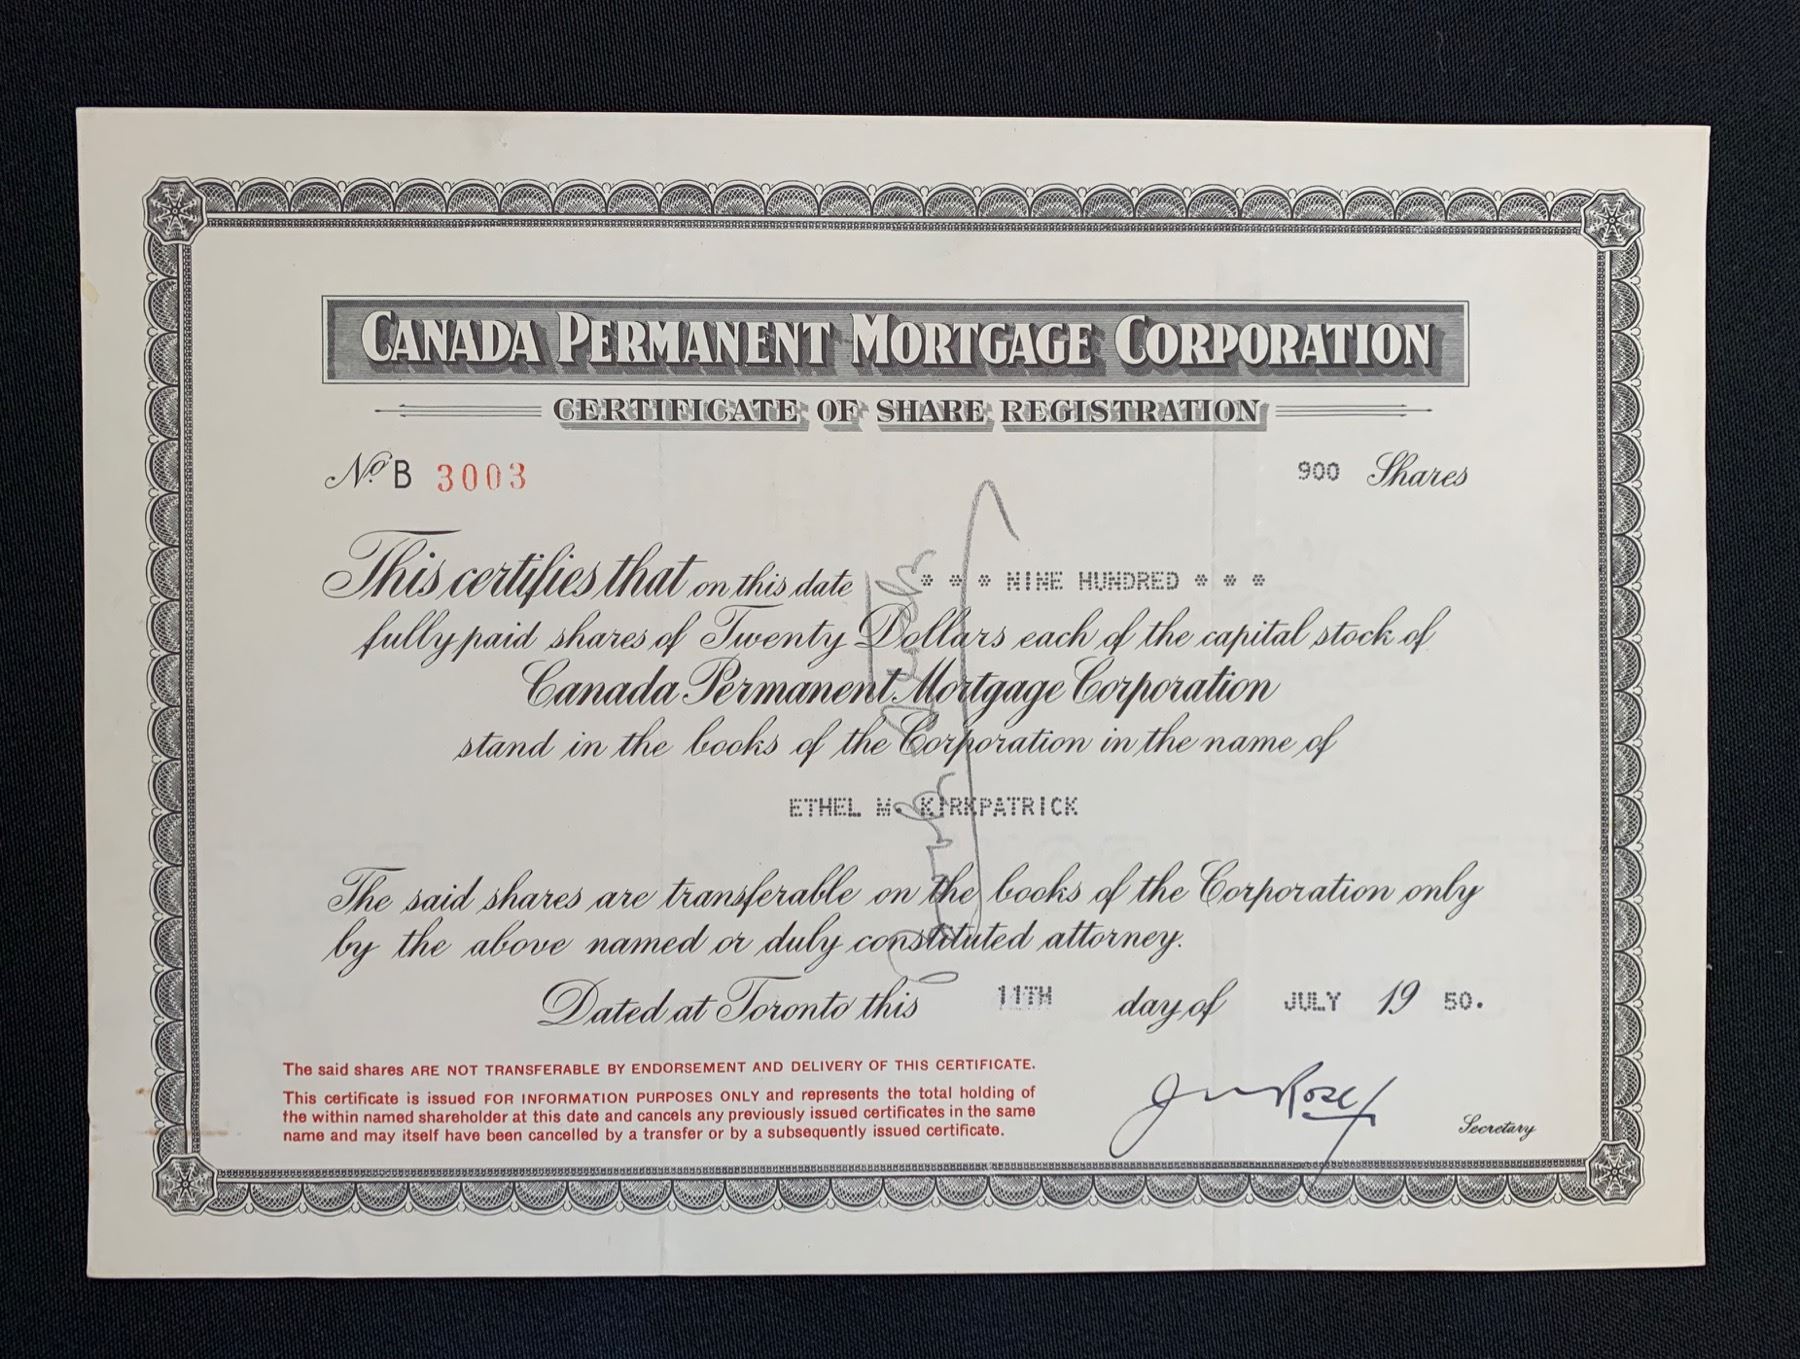 CANADA PERMANENT MORTGAGE CORPORATION
CERTIFICATE OF SHARE REGISTRATION
No. B 3003
900 Shares
This certifies that on this date * * * NINE HUNDRED * * *
fully paid shares of Twenty Dollars each of the capital stock of
Canada Permanent Mortgage Corporation
stand in the books of the Corporation in the name of
ETHEL M. KIRKPATRICK
The said shares are transferable on the books of the Corporation only
by the above named or duly constituted attorney.
Dated at Toronto this 11TH day of JULY 19 50.
The said shares ARE NOT TRANSFERABLE BY ENDORSEMENT AND DELIVERY OF THIS CERTIFICATE.
This certificate is issued FOR INFORMATION PURPOSES ONLY and represents the total holding of
the within named shareholder at this date and cancels any previously issued certificates in the same
name and may itself have been cancelled by a transfer or by a subsequently issued certificate.
Secretary